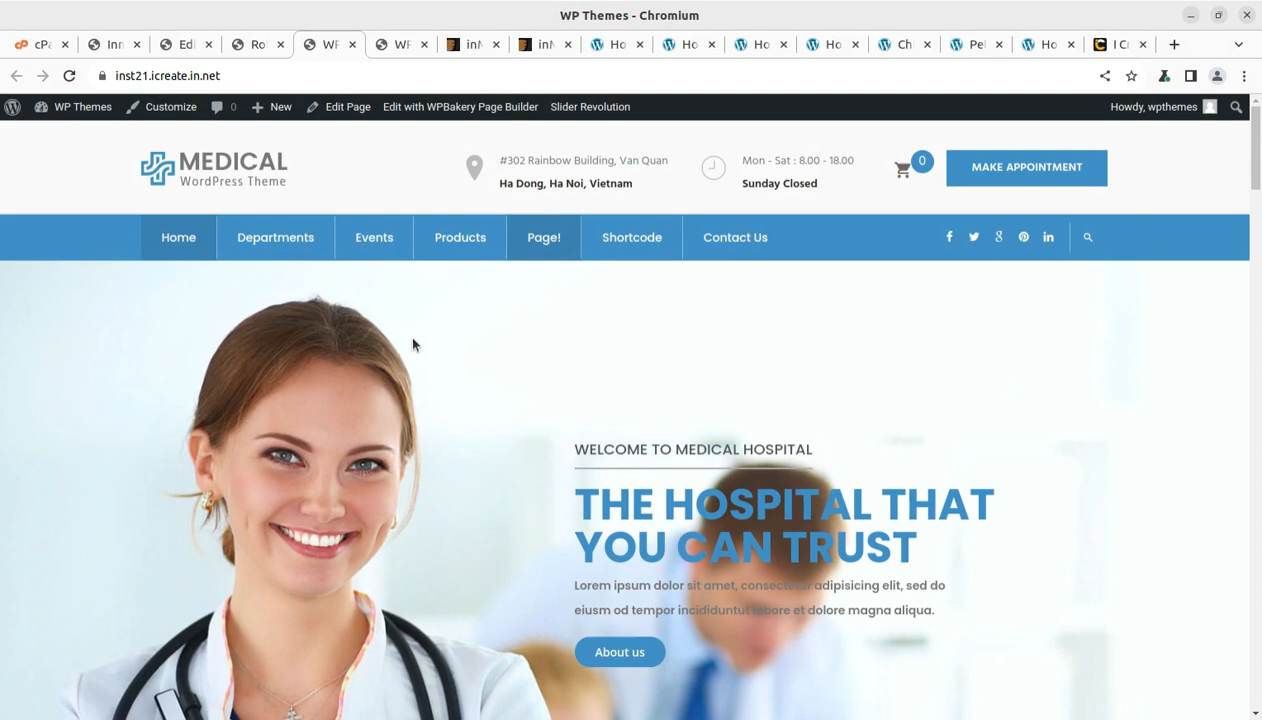 WP Themes - Chromium
cPa
Inn
Edi
Ro
WP
WP
inM
inM
Ho
Ho
Ho
Ho
Ch
Pe
Ho
I Cr
inst21.icreate.in.net
WP Themes
Customize
0
New
Edit Page
Edit with WPBakery Page Builder
Slider Revolution
Howdy, wpthemes
MEDICAL
WordPress Theme
#302 Rainbow Building, Van Quan
Ha Dong, Ha Noi, Vietnam
Mon - Sat : 8.00 - 18.00
Sunday Closed
0
MAKE APPOINTMENT
Home
Departments
Events
Products
Page!
Shortcode
Contact Us
WELCOME TO MEDICAL HOSPITAL
THE HOSPITAL THAT
YOU CAN TRUST
Lorem ipsum dolor sit amet, consectetur adipisicing elit, sed do
eiusm od tempor incididuntut labore et dolore magna aliqua.
About us